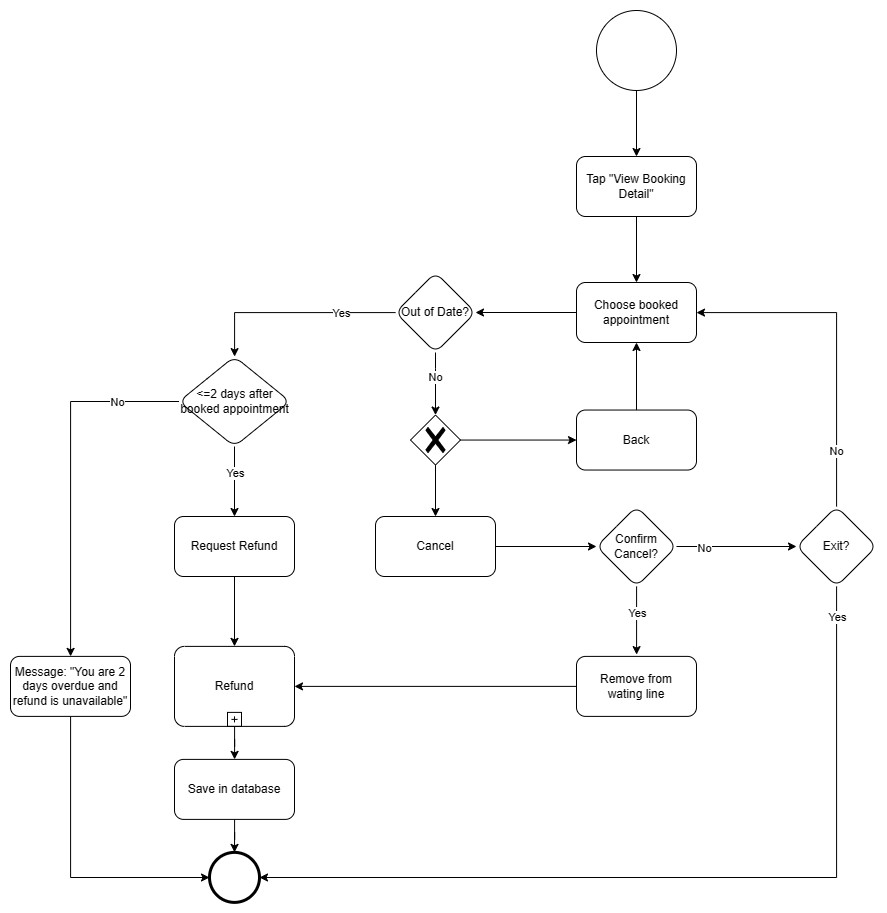 Tap "View Booking
Detail"
Choose booked
appointment
Out of Date?
Yes
No
<=2 days after
booked appointment
No
Yes
Back
No
Request Refund
Cancel
Confirm
Cancel?
No
Exit?
Yes
Yes
Message: "You are 2
days overdue and
refund is unavailable"
Refund
Remove from
wating line
Save in database